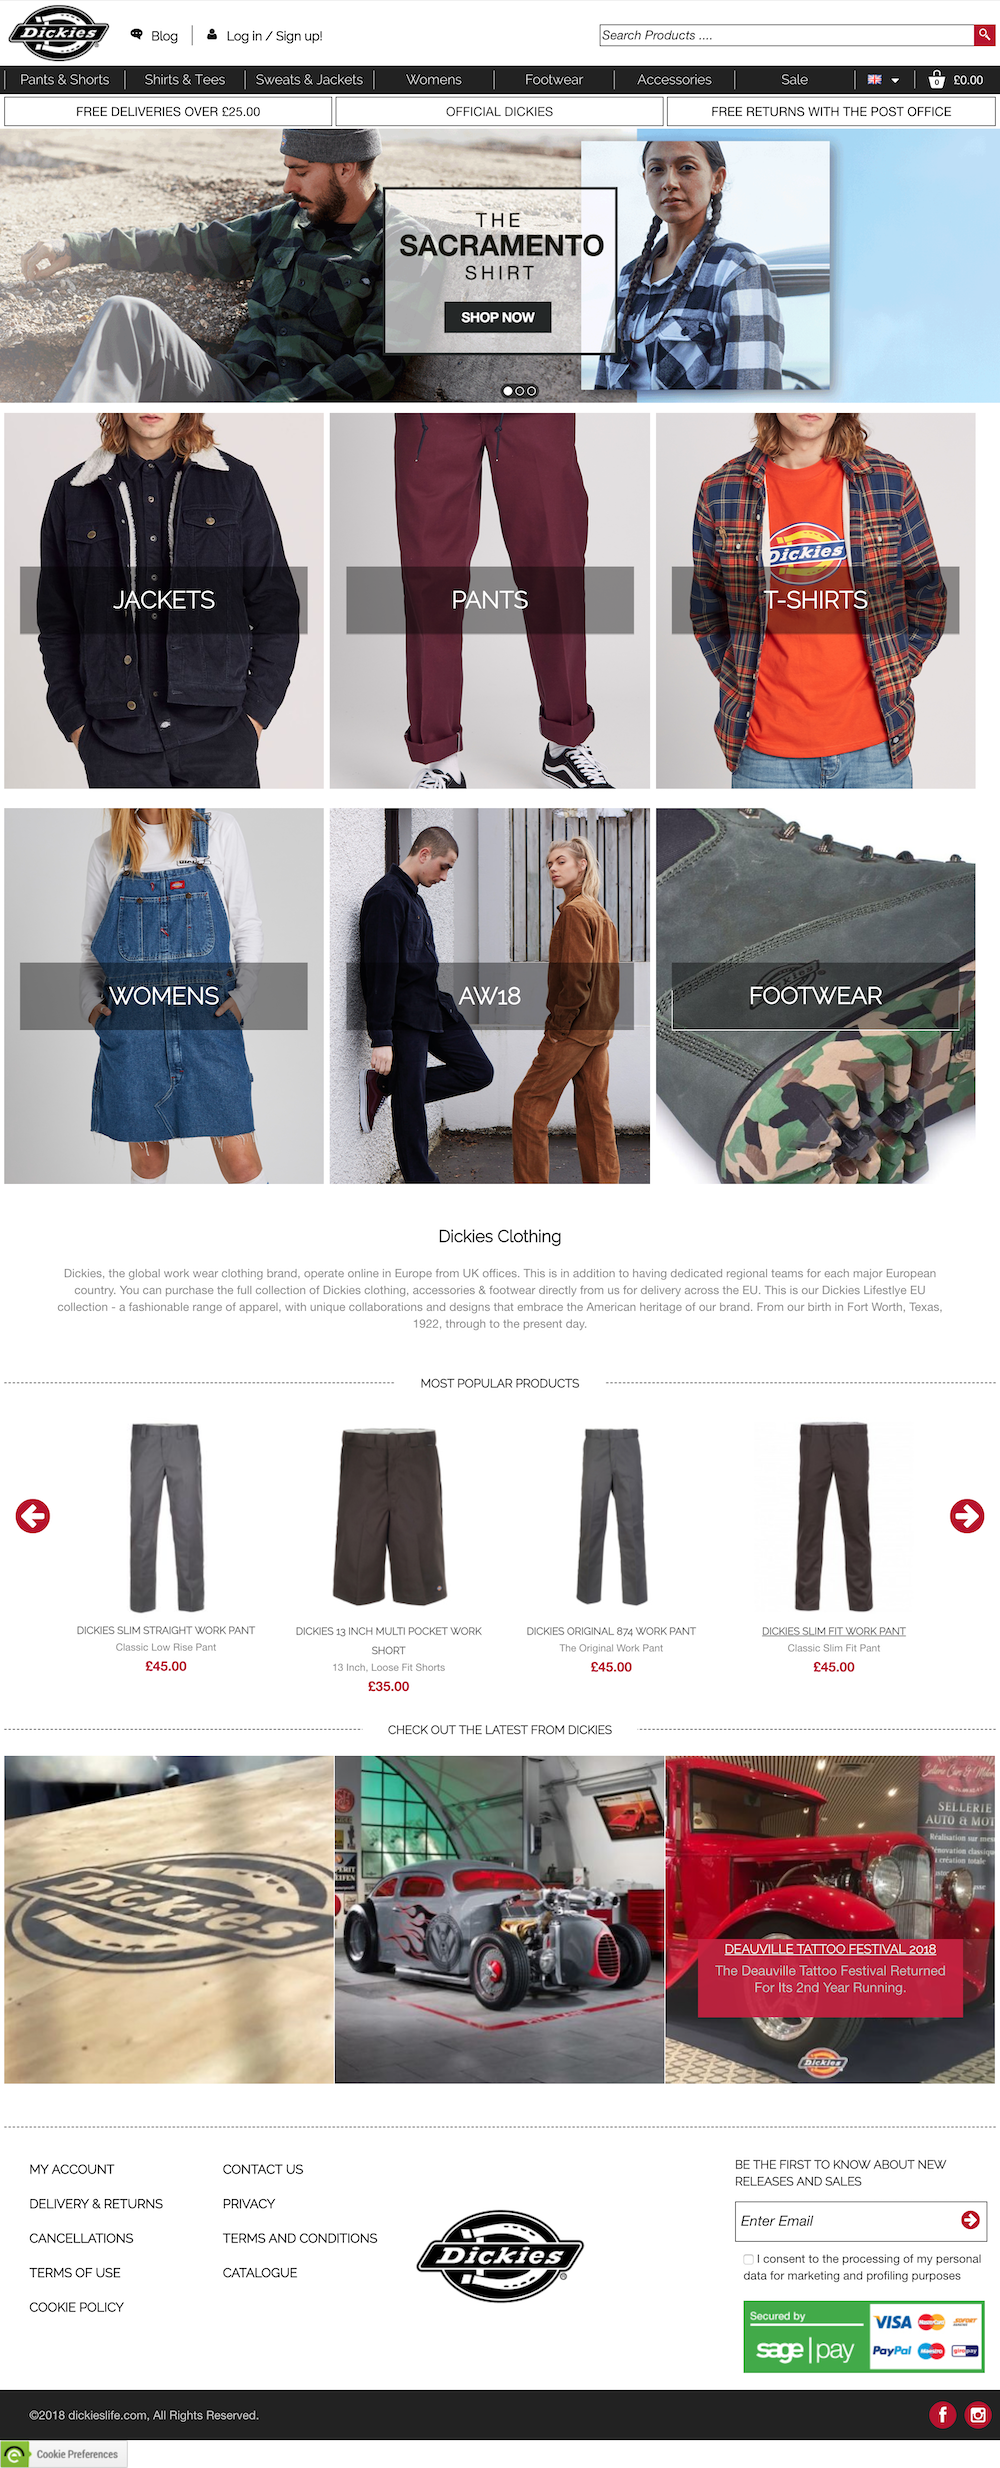 Dickies
Blog
Log in / Sign up!
Search Products ....
Pants & Shorts
Shirts & Tees
Sweats & Jackets
Womens
Footwear
Accessories
Sale
0
£0.00
FREE DELIVERIES OVER £25.00
OFFICIAL DICKIES
FREE RETURNS WITH THE POST OFFICE
THE
SACRAMENTO
SHIRT
SHOP NOW
Dickies
JACKETS
PANTS
T-SHIRTS
WOMENS
AW18
FOOTWEAR
Dickies Clothing
Dickies, the global work wear clothing brand, operate online in Europe from UK offices. This is in addition to having dedicated regional teams for each major European
country. You can purchase the full collection of Dickies clothing, accessories & footwear directly from us for delivery across the EU. This is our Dickies Lifestlye EU
collection - a fashionable range of apparel, with unique collaborations and designs that embrace the American heritage of our brand. From our birth in Fort Worth, Texas,
1922, through to the present day.
MOST POPULAR PRODUCTS
DICKIES SLIM STRAIGHT WORK PANT
Classic Low Rise Pant
£45.00
DICKIES 13 INCH MULTI POCKET WORK
SHORT
13 Inch, Loose Fit Shorts
£35.00
DICKIES ORIGINAL 874 WORK PANT
The Original Work Pant
£45.00
DICKIES SLIM FIT WORK PANT
Classic Slim Fit Pant
£45.00
CHECK OUT THE LATEST FROM DICKIES
DICKIES
SELLERIE
AUTO & MOT
Réalisation sur mes
création totale
DEAUVILLE TATTOO FESTIVAL 2018
The Deauville Tattoo Festival Returned
For Its 2nd Year Running.
Dickies
MY ACCOUNT
DELIVERY & RETURNS
CANCELLATIONS
TERMS OF USE
COOKIE POLICY
CONTACT US
PRIVACY
TERMS AND CONDITIONS
CATALOGUE
Dickies®
BE THE FIRST TO KNOW ABOUT NEW
RELEASES AND SALES
Enter Email
I consent to the processing of my personal
data for marketing and profiling purposes
Secured by
sage pay
VISA
MasterCard
SOFORT
PayPal
Maestro
giropay
©2018 dickieslife.com, All Rights Reserved.
Cookie Preferences